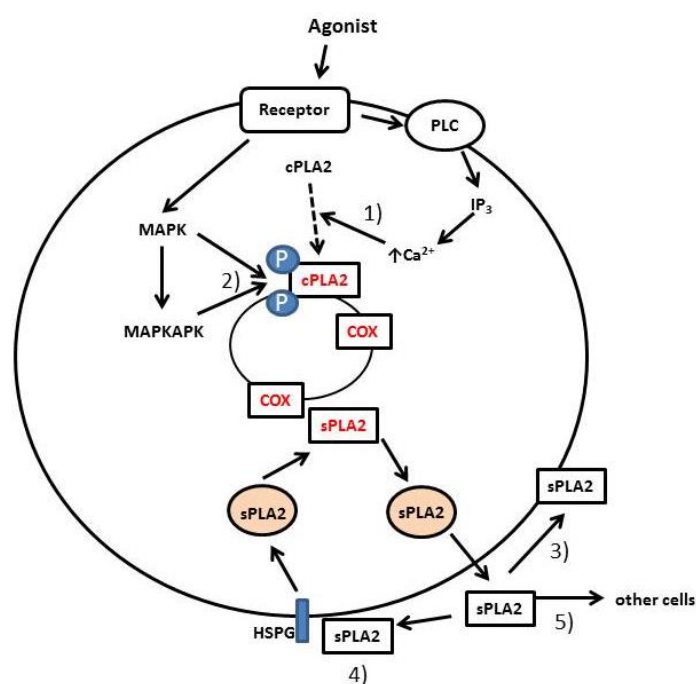 Agonist
Receptor
PLC
cPLA2
IP₃
1)
MAPK
↑Ca²⁺
P
2)
cPLA2
P
MAPKAPK
COX
COX
sPLA2
sPLA2
sPLA2
sPLA2
3)
sPLA2
other cells
5)
HSPG
sPLA2
4)